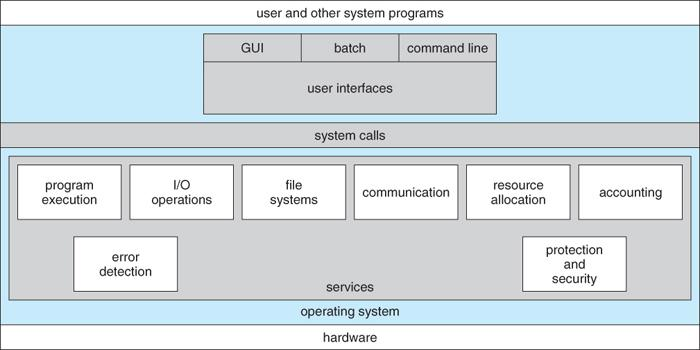 user and other system programs
GUI
batch
command line
user interfaces
system calls
program
execution
I/O
operations
file
systems
communication
resource
allocation
accounting
error
detection
protection
and
security
services
operating system
hardware